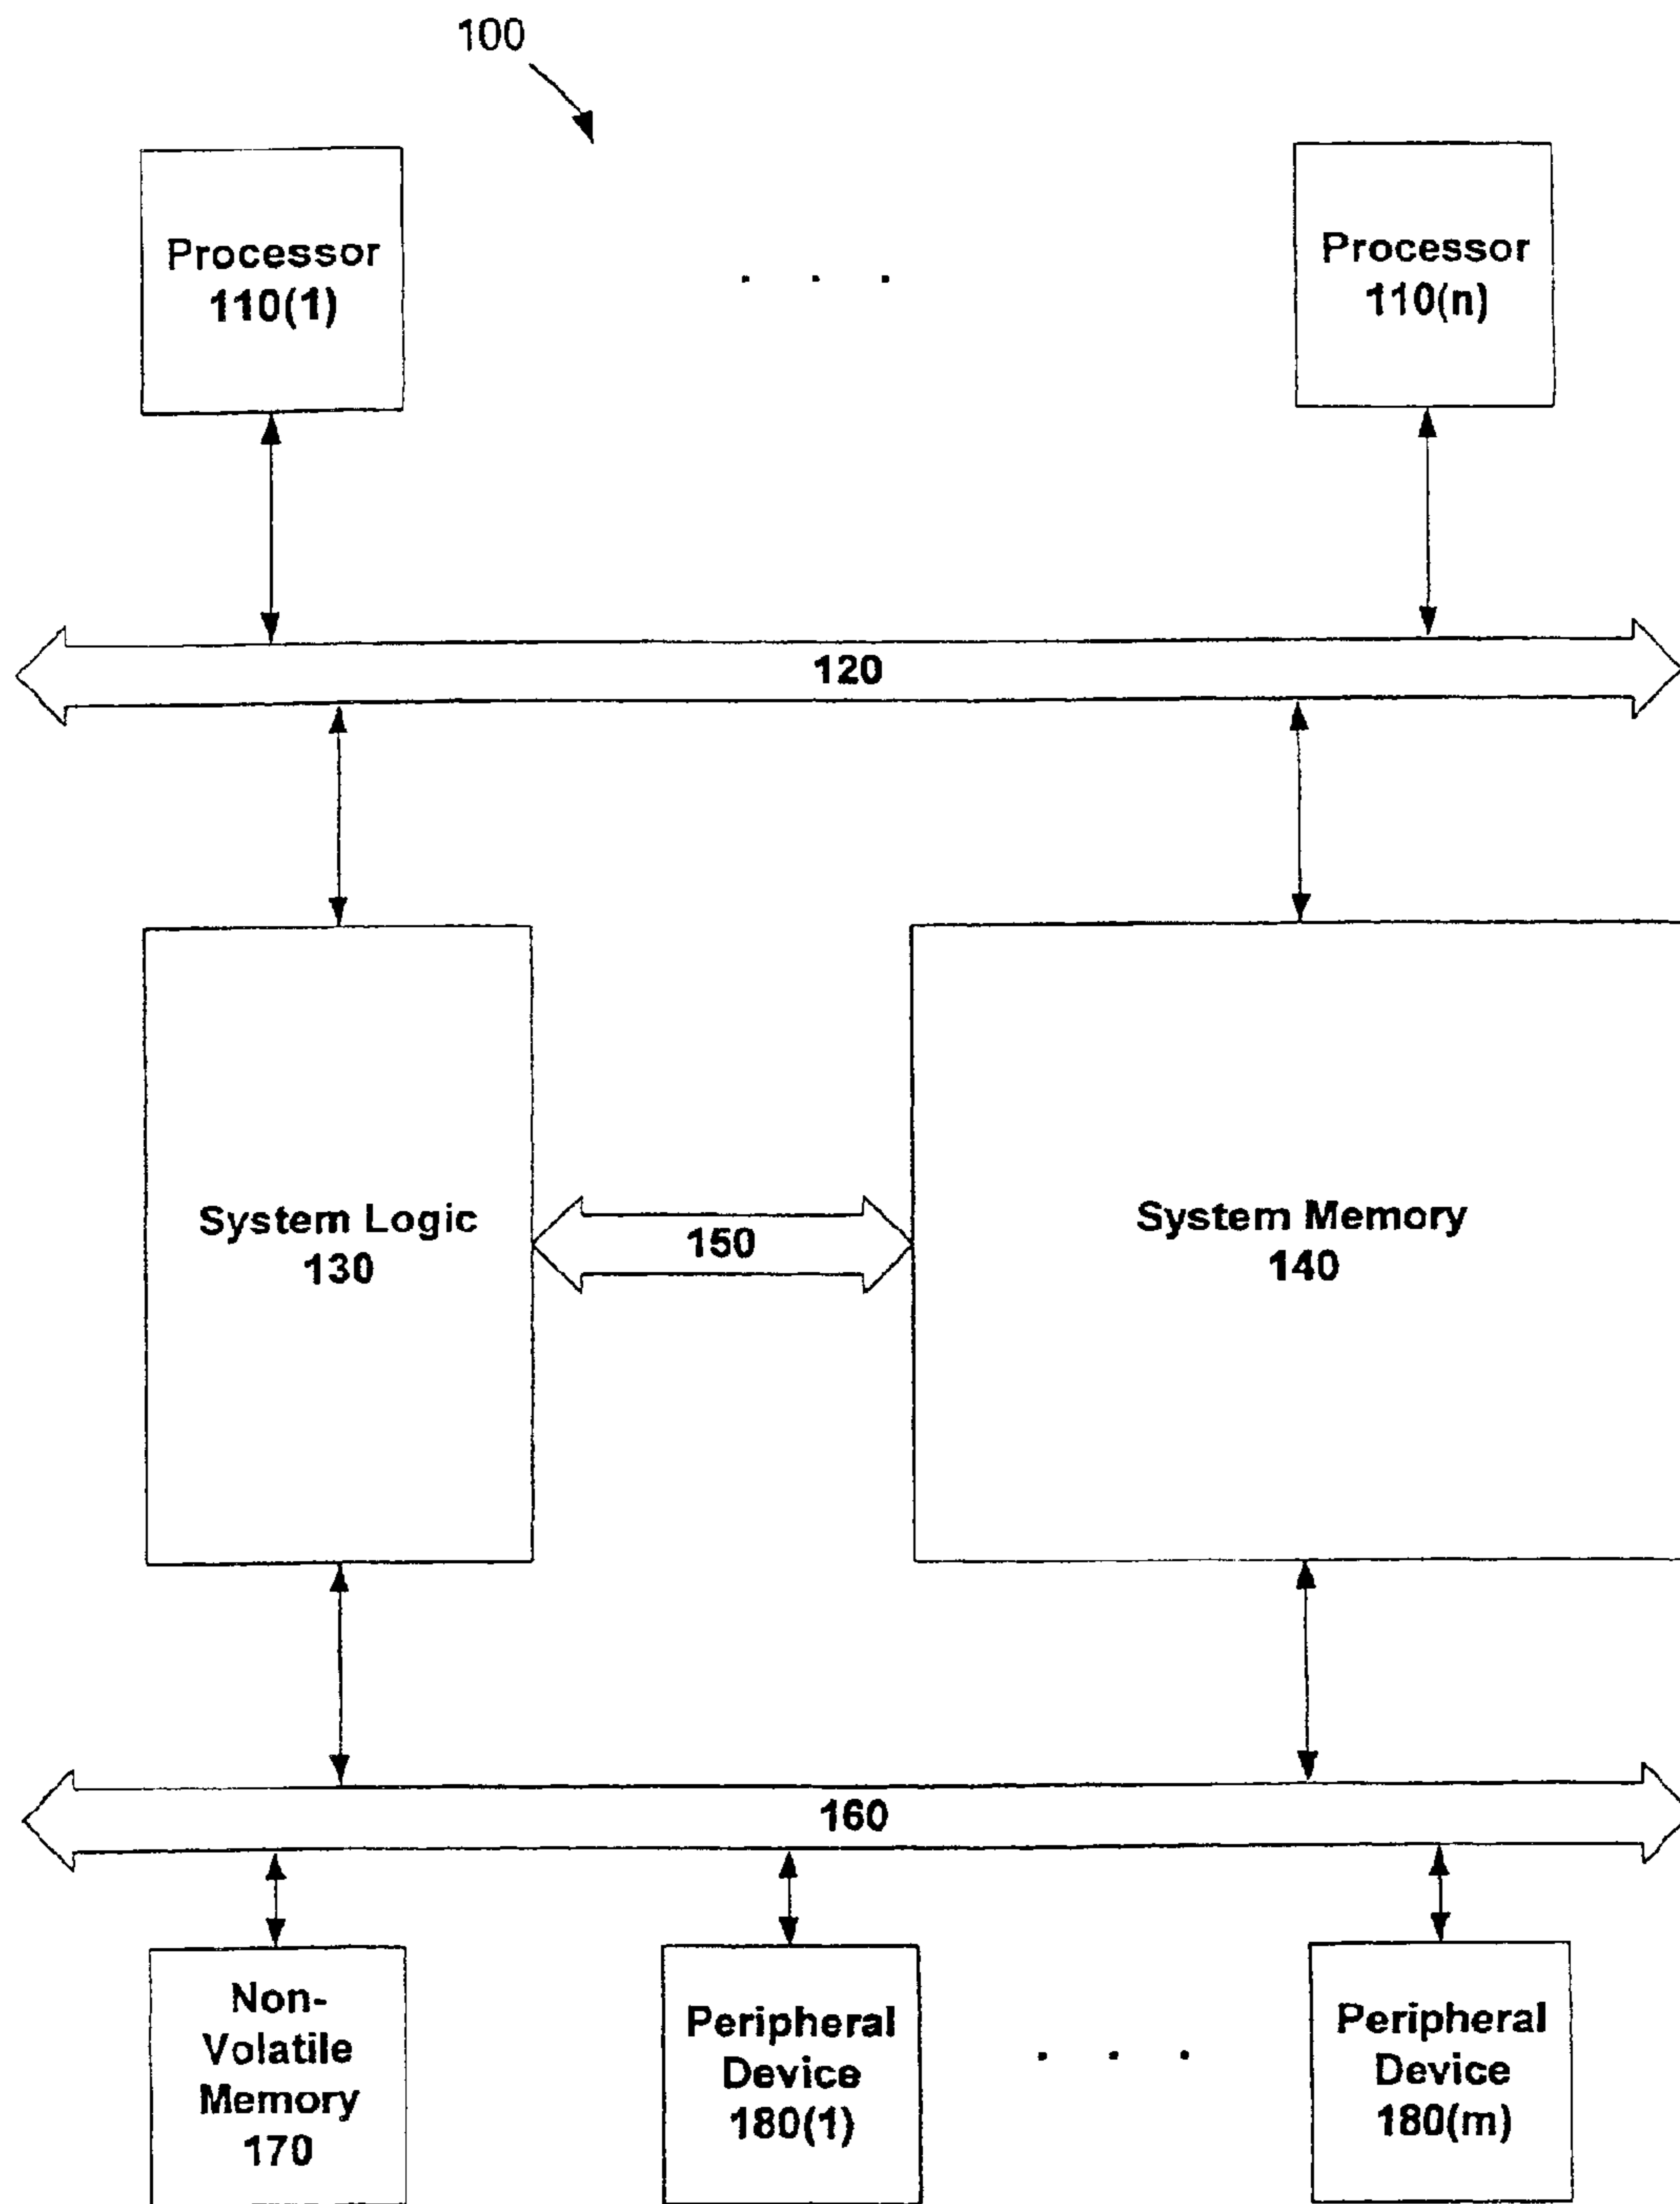 100
Processor
110(1)
. . .
Processor
110(n)
120
System Logic
130
150
System Memory
140
160
Non-
Volatile
Memory
170
Peripheral
Device
180(1)
. . .
Peripheral
Device
180(m)